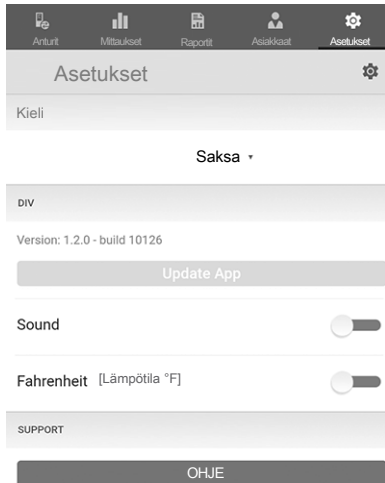 Anturit Mittaukset Raportit Asiakkaat Asetukset
Asetukset
Kieli
Saksa
DIV
Version: 1.2.0 - build 10126
Update App
Sound
Fahrenheit [Lämpötila °F]
SUPPORT
OHJE